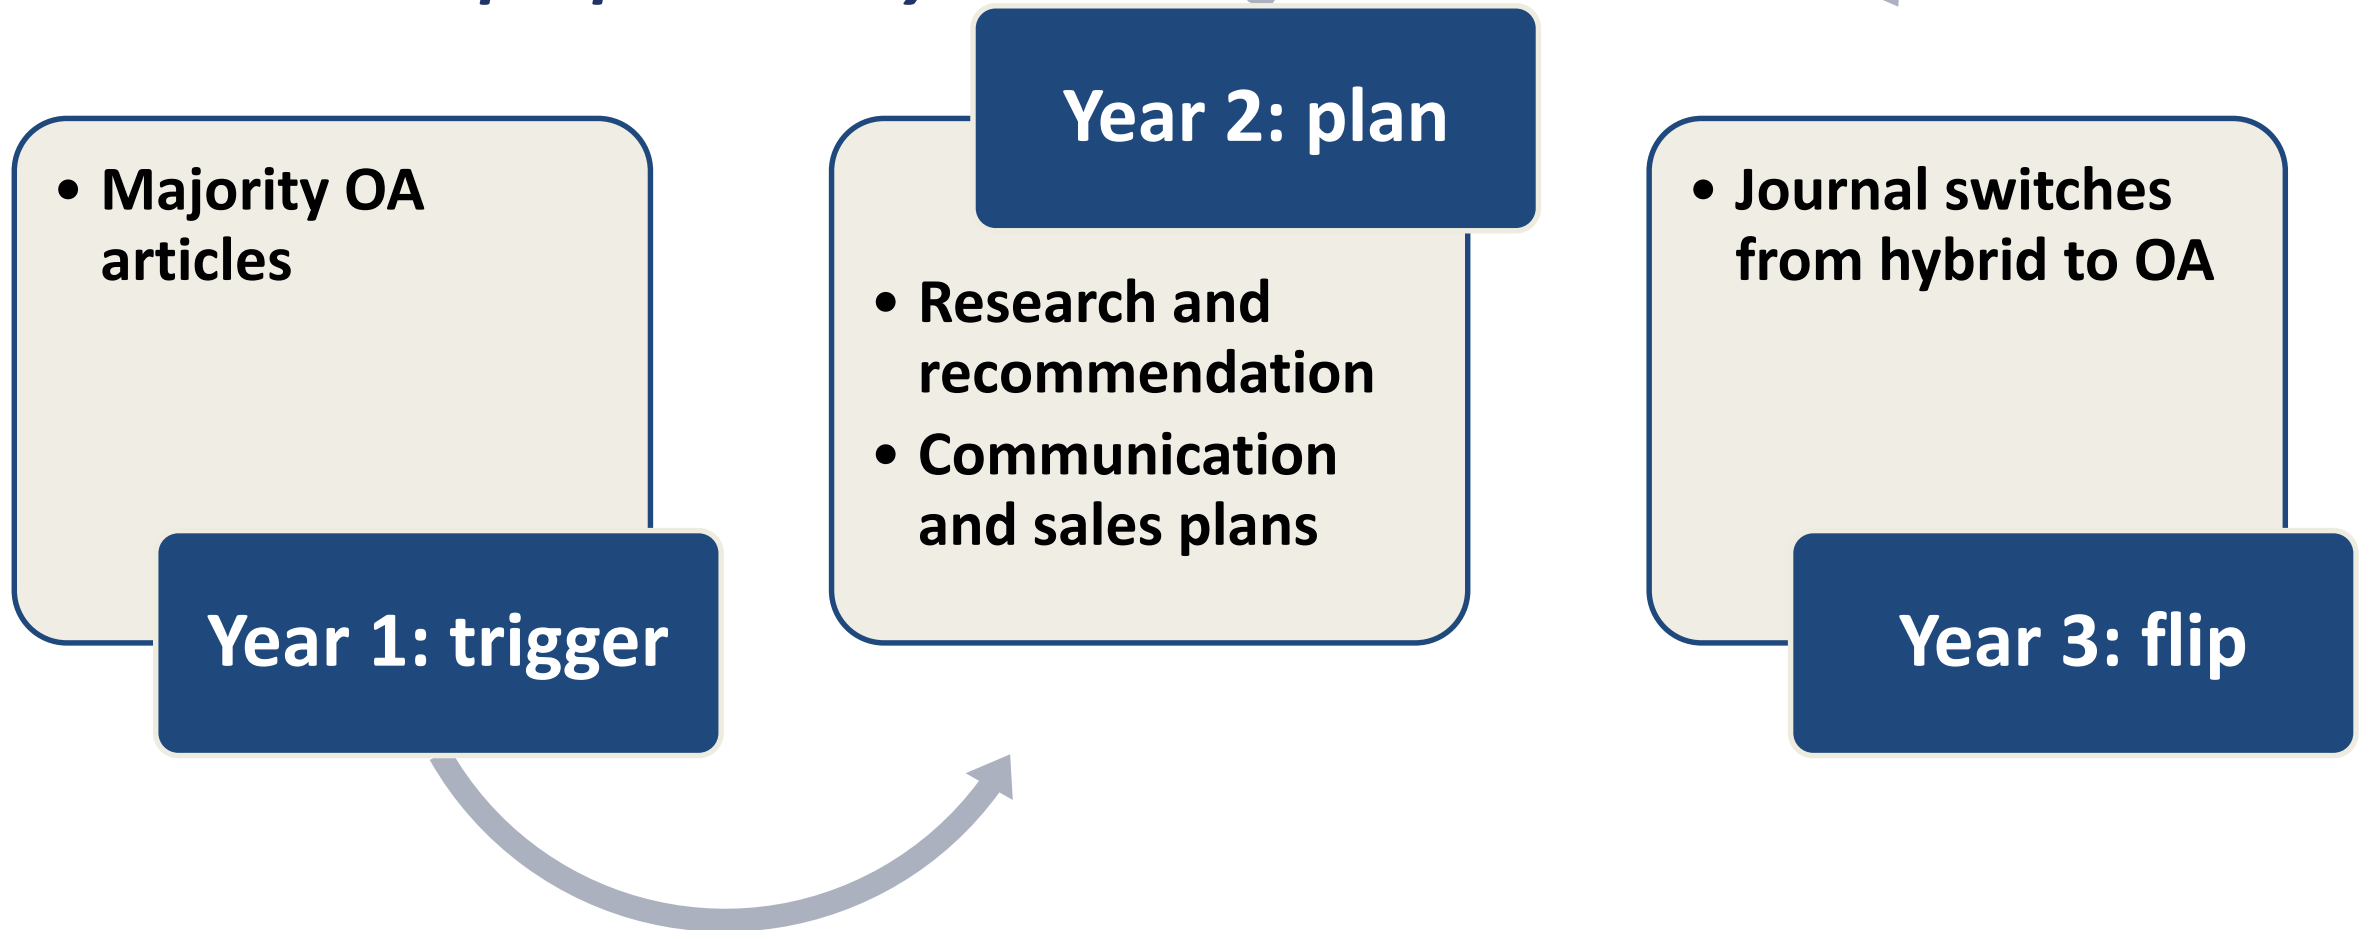 • Majority OA
articles
Year 1: trigger
Year 2: plan
• Research and
recommendation
• Communication
and sales plans
• Journal switches
from hybrid to OA
Year 3: flip